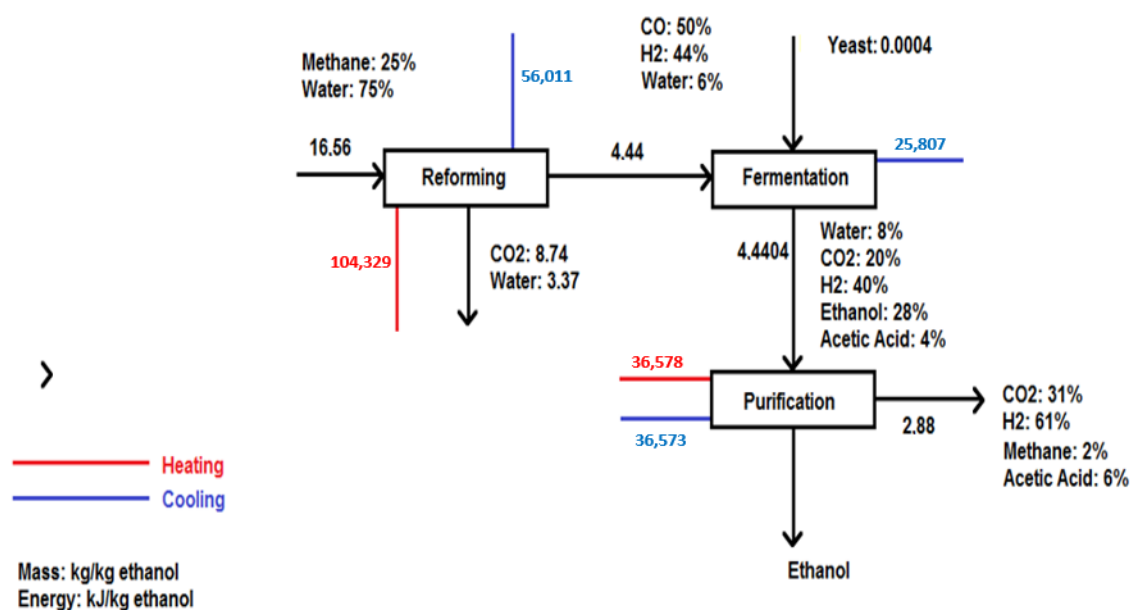 CO: 50%
H2: 44%
Water: 6%
Yeast: 0.0004
Methane: 25%
Water: 75%
56,011
16.56
Reforming
4.44
Fermentation
25,807
104,329
CO2: 8.74
Water: 3.37
4.4404
Water: 8%
CO2: 20%
H2: 40%
Ethanol: 28%
Acetic Acid: 4%
36,578
Purification
36,573
2.88
CO2: 31%
H2: 61%
Methane: 2%
Acetic Acid: 6%
Heating
Cooling
Ethanol
Mass: kg/kg ethanol
Energy: kJ/kg ethanol